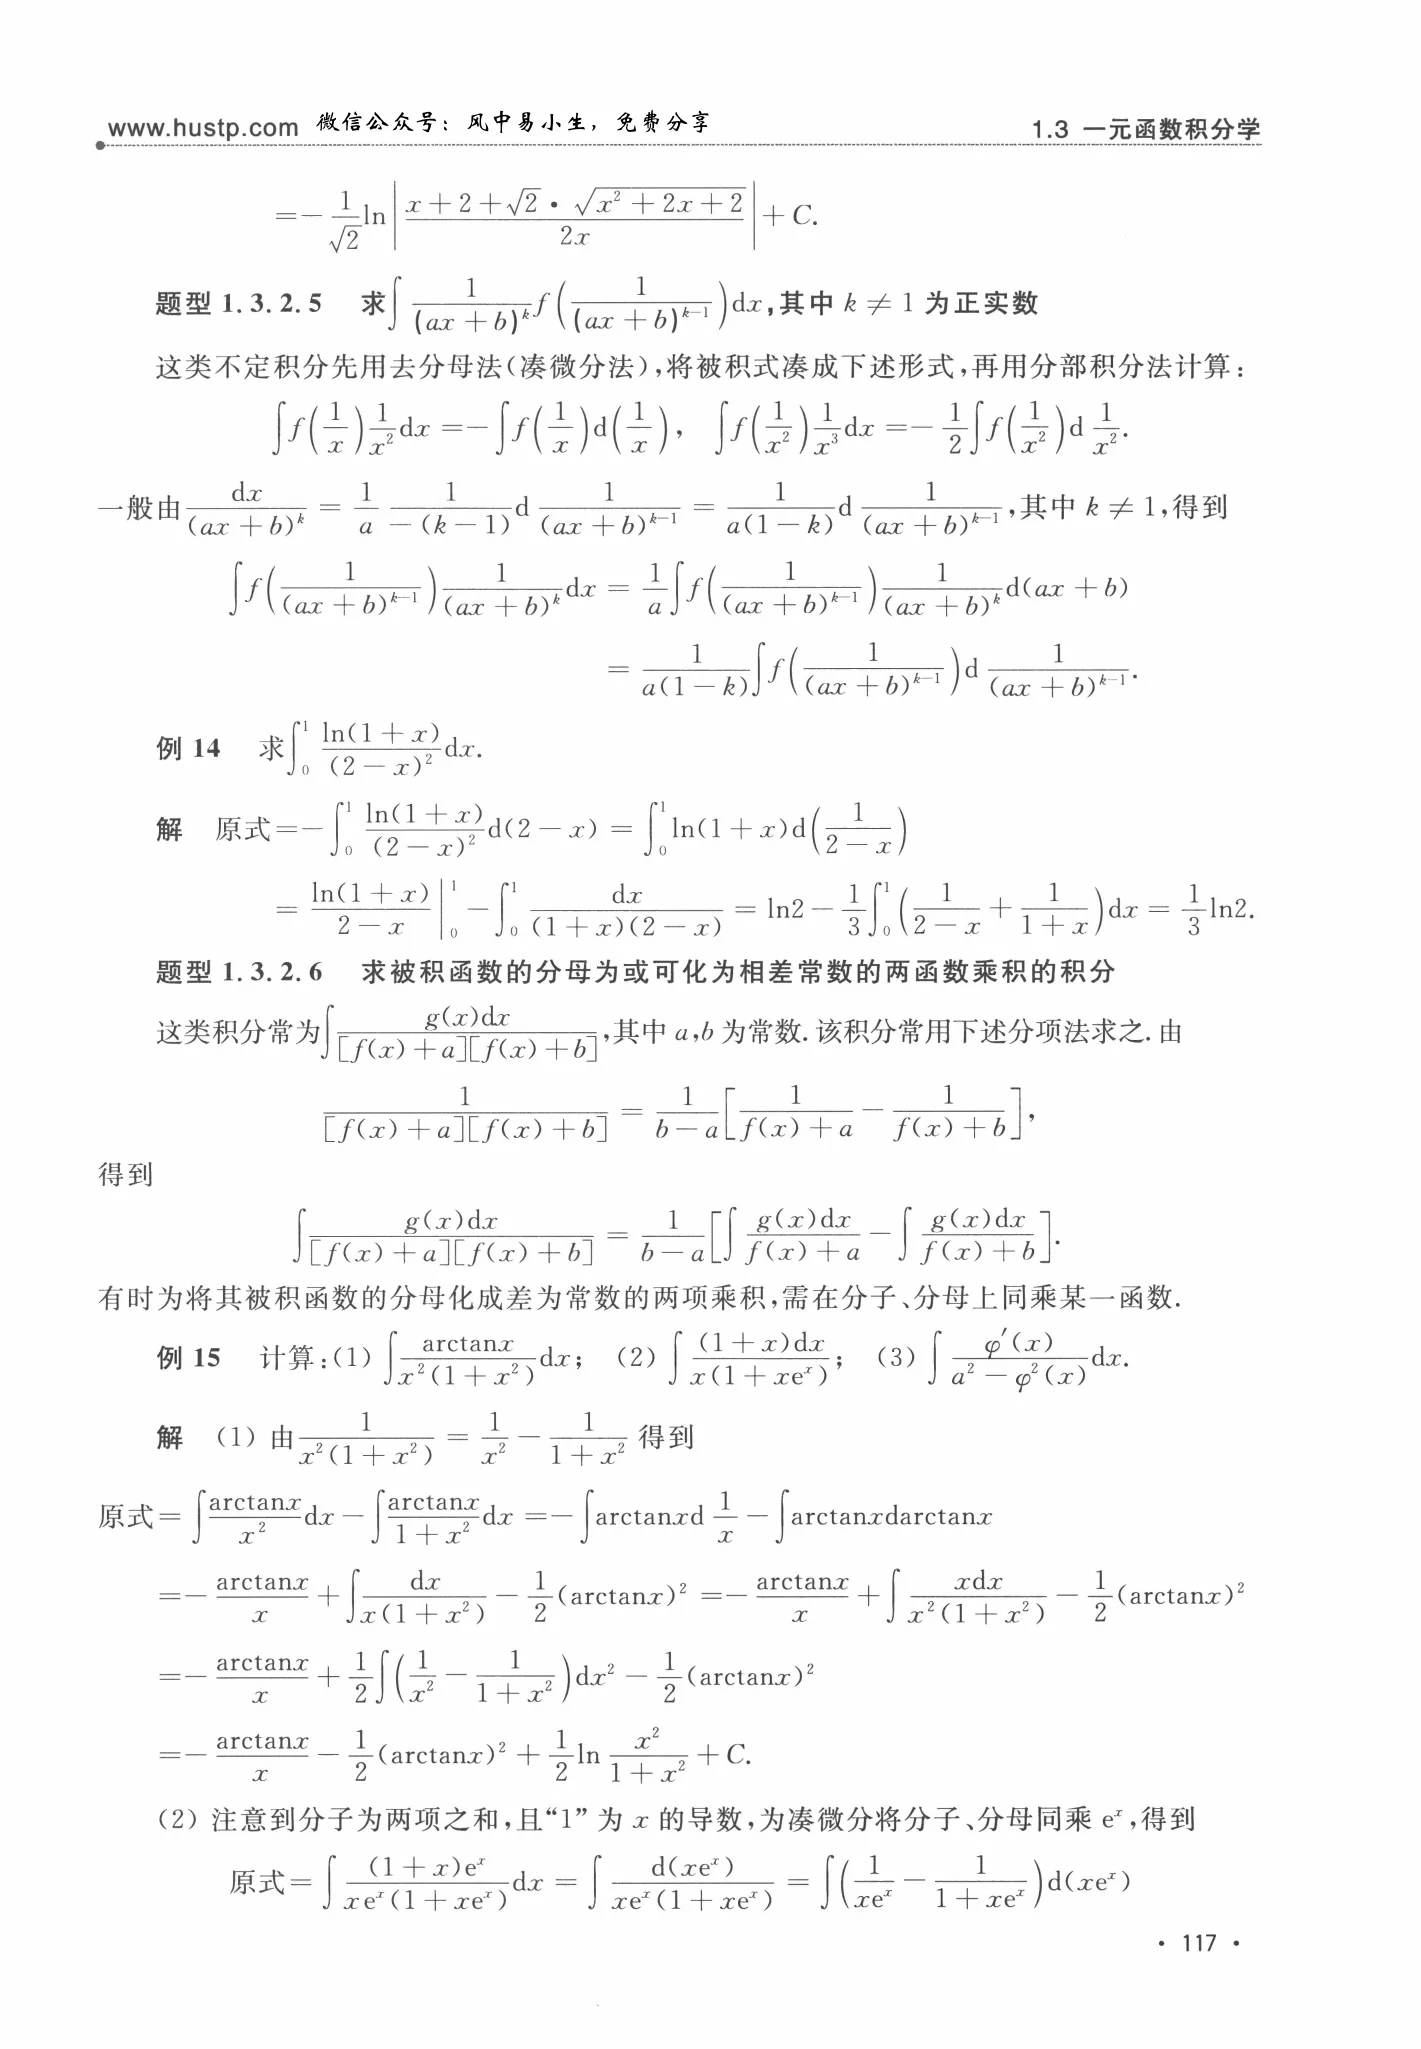 www.hustp.com 微信公众号：风中易小生，免费分享 1.3 一元函数积分学
$=-\frac{1}{\sqrt{2}}\ln\left|\frac{x+2+\sqrt{2}\cdot\sqrt{x^2+2x+2}}{2x}\right|+C.$
题型 1.3.2.5 求$\int\frac{1}{(ax+b)^k}f\left(\frac{1}{(ax+b)^{k-1}}\right)dx$,其中 $k\neq 1$ 为正实数
这类不定积分先用去分母法(凑微分法),将被积式凑成下述形式,再用分部积分法计算:
$\int f\left(\frac{1}{x}\right)\frac{1}{x^2}dx=-\int f\left(\frac{1}{x}\right)d\left(\frac{1}{x}\right),\quad \int f\left(\frac{1}{x^2}\right)\frac{1}{x^3}dx=-\frac{1}{2}\int f\left(\frac{1}{x^2}\right)d\frac{1}{x^2}.$
一般由$\frac{dx}{(ax+b)^k}=\frac{1}{a}\frac{1}{-(k-1)}d\frac{1}{(ax+b)^{k-1}}=\frac{1}{a(1-k)}d\frac{1}{(ax+b)^{k-1}}$,其中 $k\neq 1$,得到
$\int f\left(\frac{1}{(ax+b)^{k-1}}\right)\frac{1}{(ax+b)^k}dx=\frac{1}{a}\int f\left(\frac{1}{(ax+b)^{k-1}}\right)\frac{1}{(ax+b)^k}d(ax+b)$
$=\frac{1}{a(1-k)}\int f\left(\frac{1}{(ax+b)^{k-1}}\right)d\frac{1}{(ax+b)^{k-1}}.$
例 14 求$\int_0^1\frac{\ln(1+x)}{(2-x)^2}dx.$
解 原式$=-\int_0^1\frac{\ln(1+x)}{(2-x)^2}d(2-x)=\int_0^1\ln(1+x)d\left(\frac{1}{2-x}\right)$
$=\frac{\ln(1+x)}{2-x}\Big|_0^1-\int_0^1\frac{dx}{(1+x)(2-x)}=\ln2-\frac{1}{3}\int_0^1\left(\frac{1}{2-x}+\frac{1}{1+x}\right)dx=\frac{1}{3}\ln2.$
题型 1.3.2.6 求被积函数的分母为或可化为相差常数的两函数乘积的积分
这类积分常为$\int\frac{g(x)dx}{[f(x)+a][f(x)+b]}$,其中 a,b 为常数.该积分常用下述分项法求之.由
$\frac{1}{[f(x)+a][f(x)+b]}=\frac{1}{b-a}\left[\frac{1}{f(x)+a}-\frac{1}{f(x)+b}\right],$
得到
$\int\frac{g(x)dx}{[f(x)+a][f(x)+b]}=\frac{1}{b-a}\left[\int\frac{g(x)dx}{f(x)+a}-\int\frac{g(x)dx}{f(x)+b}\right].$
有时为将其被积函数的分母化成差为常数的两项乘积,需在分子、分母上同乘某一函数.
例 15 计算:(1) $\int\frac{\arctan x}{x^2(1+x^2)}dx$; (2) $\int\frac{(1+x)dx}{x(1+xe^x)}$; (3) $\int\frac{\varphi'(x)}{a^2-\varphi^2(x)}dx.$
解 (1) 由$\frac{1}{x^2(1+x^2)}=\frac{1}{x^2}-\frac{1}{1+x^2}$ 得到
原式$=\int\frac{\arctan x}{x^2}dx-\int\frac{\arctan x}{1+x^2}dx=-\int\arctan xd\frac{1}{x}-\int\arctan xd\arctan x$
$=-\frac{\arctan x}{x}+\int\frac{dx}{x(1+x^2)}-\frac{1}{2}(\arctan x)^2=-\frac{\arctan x}{x}+\int\frac{xdx}{x^2(1+x^2)}-\frac{1}{2}(\arctan x)^2$
$=-\frac{\arctan x}{x}+\frac{1}{2}\int\left(\frac{1}{x^2}-\frac{1}{1+x^2}\right)dx^2-\frac{1}{2}(\arctan x)^2$
$=-\frac{\arctan x}{x}-\frac{1}{2}(\arctan x)^2+\frac{1}{2}\ln\frac{x^2}{1+x^2}+C.$
(2) 注意到分子为两项之和,且“1”为 x 的导数,为凑微分将分子、分母同乘 $e^x$,得到
原式$=\int\frac{(1+x)e^x}{xe^x(1+xe^x)}dx=\int\frac{d(xe^x)}{xe^x(1+xe^x)}=\int\left(\frac{1}{xe^x}-\frac{1}{1+xe^x}\right)d(xe^x)$
· 117 ·